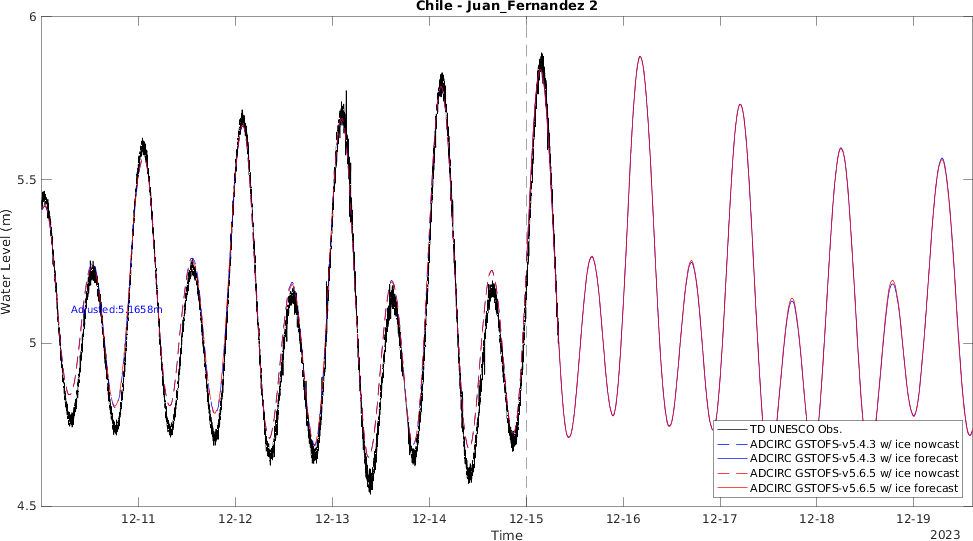 Chile - Juan_Fernandez 2
6
5.5
5
4.5
Water Level (m)
Adjusted:5.1658m
TD UNESCO Obs.
ADCIRC GSTOFS-v5.4.3 w/ ice nowcast
ADCIRC GSTOFS-v5.4.3 w/ ice forecast
ADCIRC GSTOFS-v5.6.5 w/ ice nowcast
ADCIRC GSTOFS-v5.6.5 w/ ice forecast
12-11 12-12 12-13 12-14 12-15 12-16 12-17 12-18 12-19
Time
2023